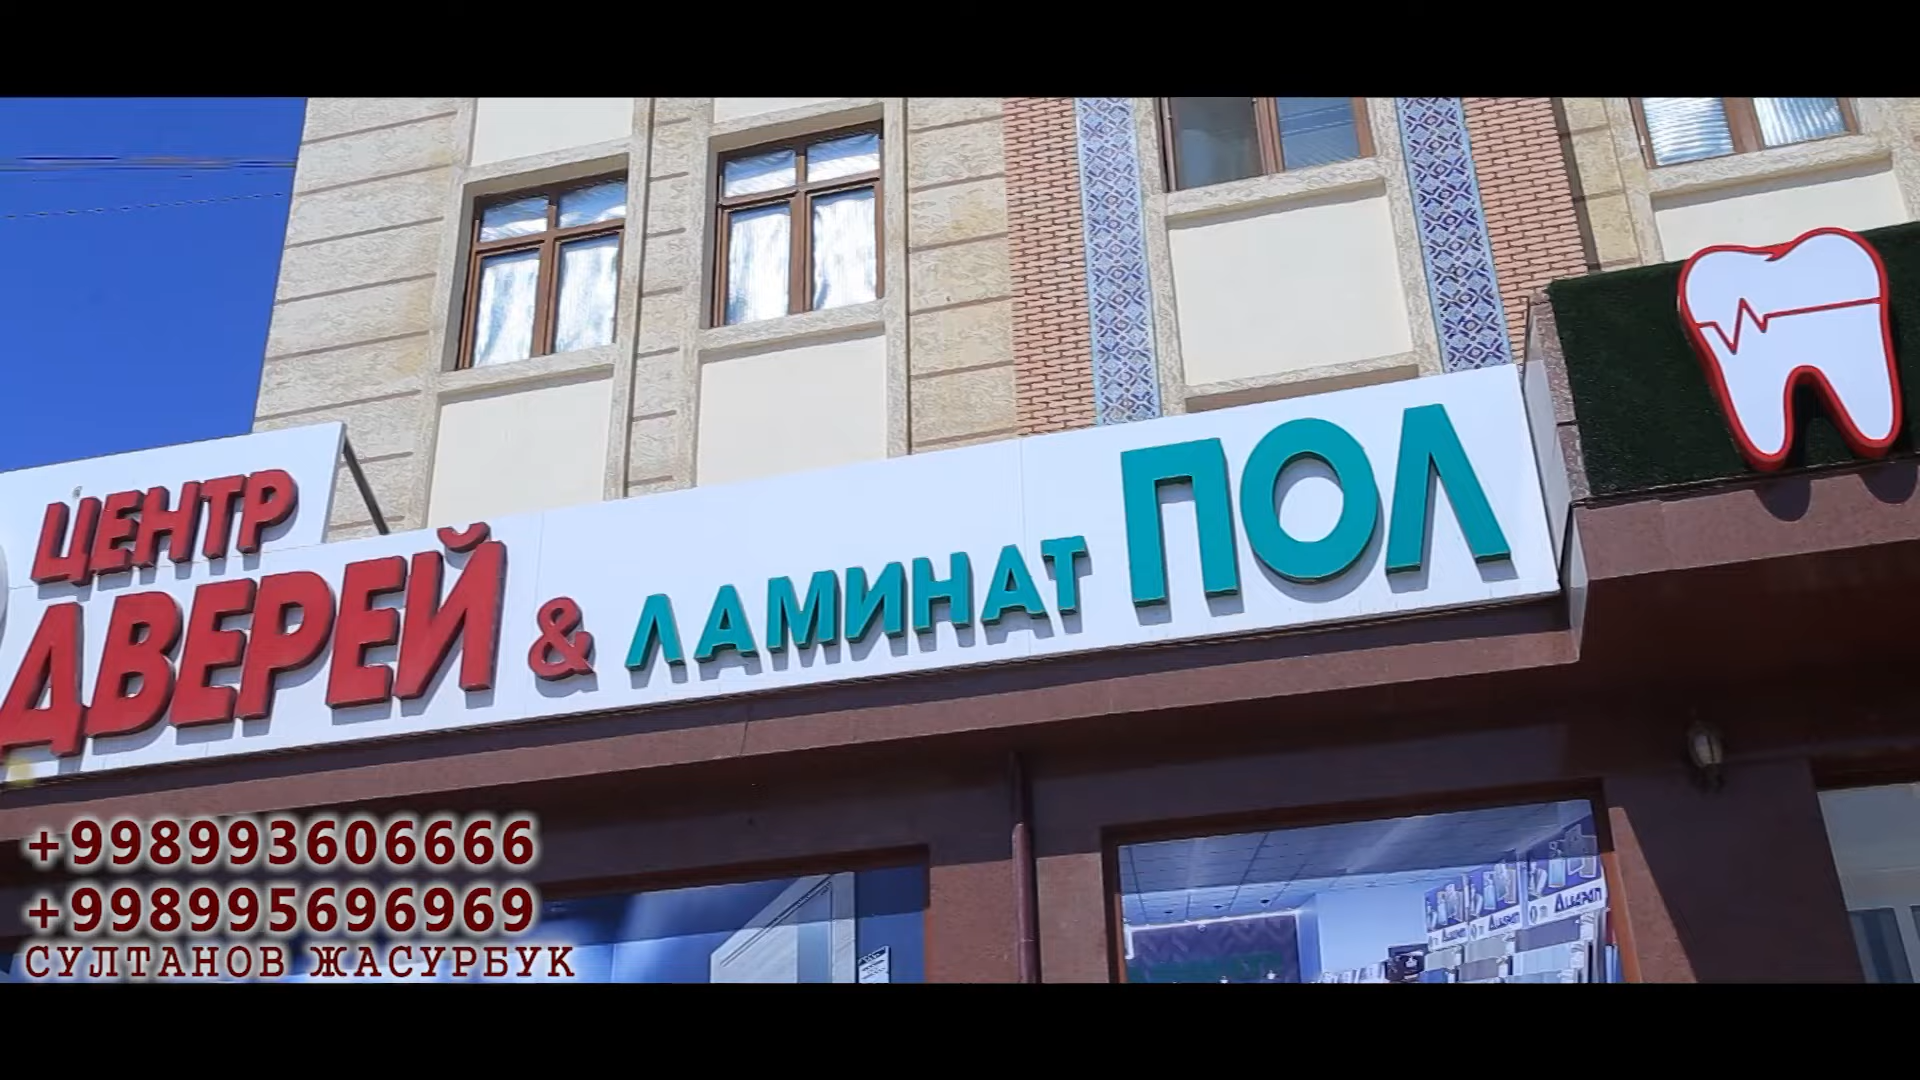 ЦЕНТР
ДВЕРЕЙ & ЛАМИНАТ ПОЛ
+998993606666
+998995696969
СУЛТАНОВ ЖАСУРБУК